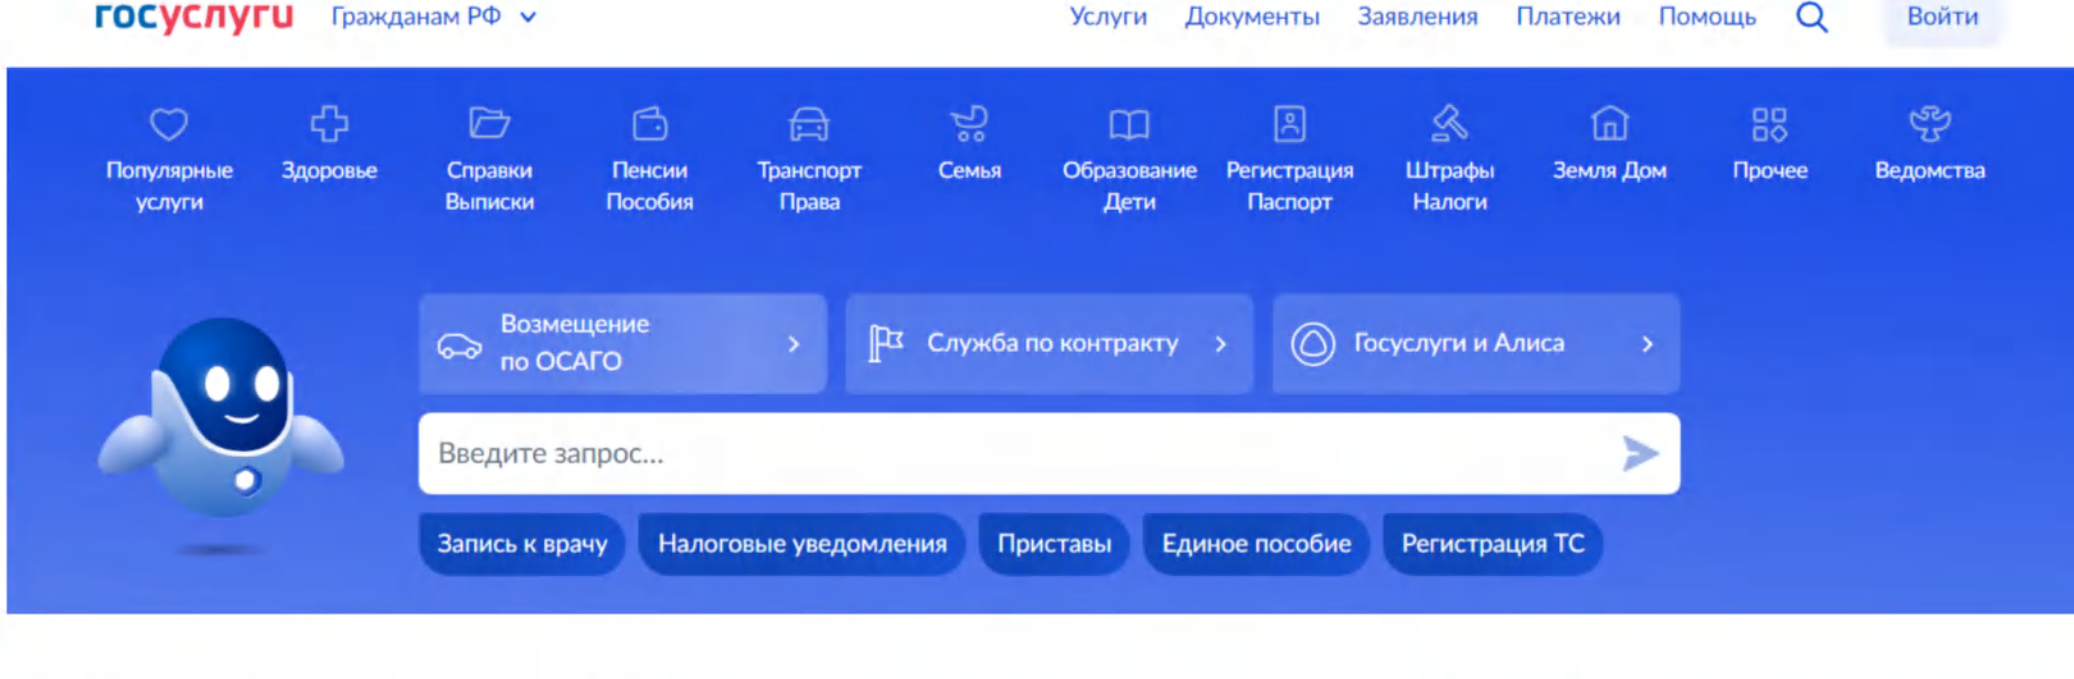 госуслуги Гражданам РФ Услуги Документы Заявления Платежи Помощь Войти
Популярные услуги
Здоровье
Справки Выписки
Пенсии Пособия
Транспорт Права
Семья
Образование Дети
Регистрация Паспорт
Штрафы Налоги
Земля Дом
Прочее
Ведомства
Возмещение
по ОСАГО
Служба по контракту
Госуслуги и Алиса
Введите запрос...
Запись к врачу Налоговые уведомления Приставы Единое пособие Регистрация ТС